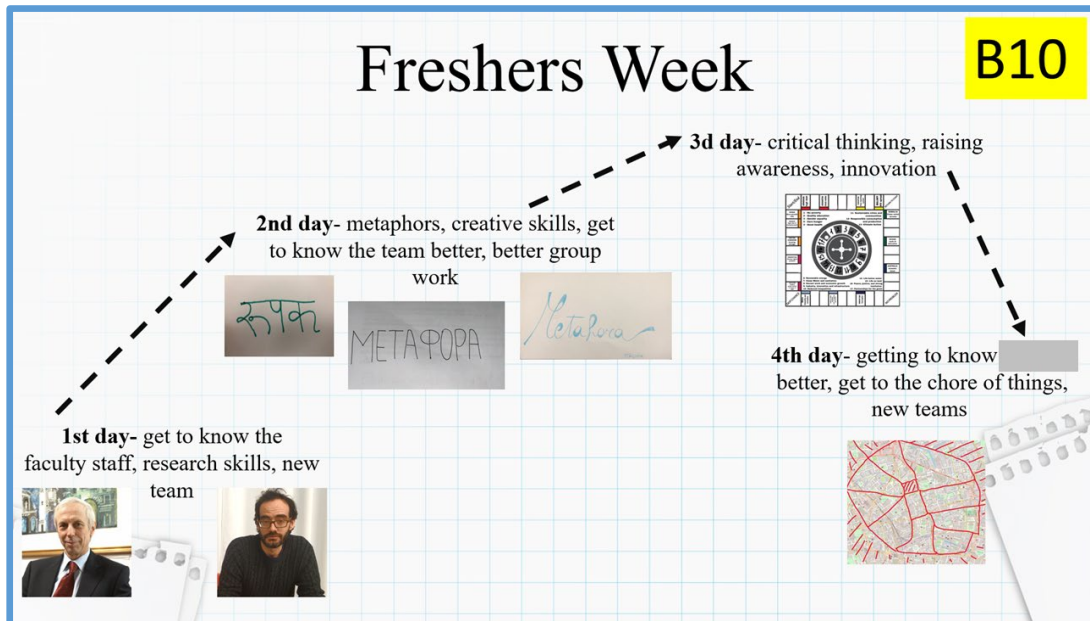 Freshers Week
B10
3d day- critical thinking, raising
awareness, innovation
2nd day- metaphors, creative skills, get
to know the team better, better group
work
रूपक
МЕТАФОРА
Metafora
4th day- getting to know
better, get to the chore of things,
new teams
1st day- get to know the
faculty staff, research skills, new
team